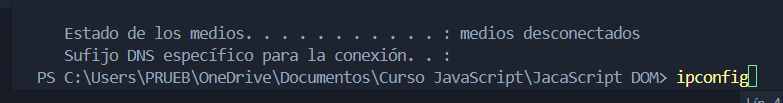 Estado de los medios. . . . . . . . . . . : medios desconectados
Sufijo DNS específico para la conexión. . :
PS C:\Users\PRUEB\OneDrive\Documentos\Curso JavaScript\JacaScript DOM> ipconfig